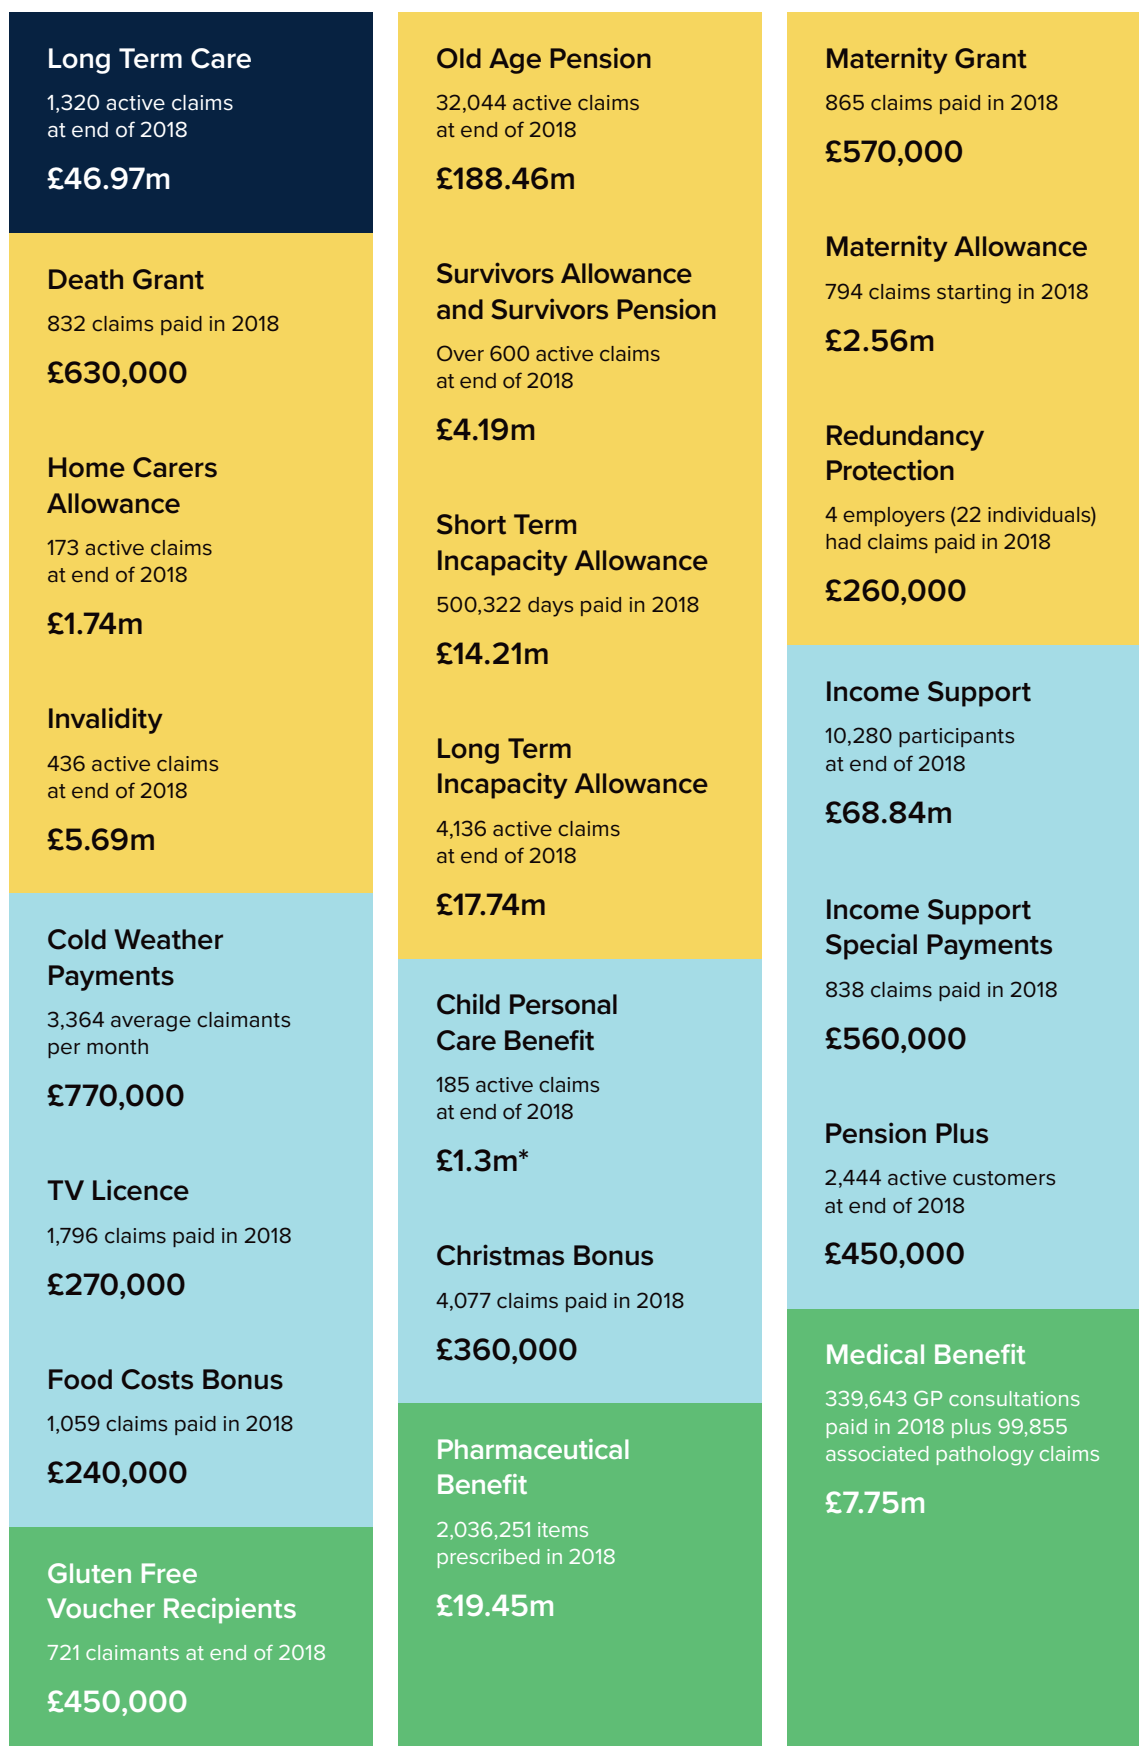 Long Term Care
1,320 active claims
at end of 2018
£46.97m
Death Grant
832 claims paid in 2018
£630,000
Home Carers
Allowance
173 active claims
at end of 2018
£1.74m
Invalidity
436 active claims
at end of 2018
£5.69m
Cold Weather
Payments
3,364 average claimants
per month
£770,000
TV Licence
1,796 claims paid in 2018
£270,000
Food Costs Bonus
1,059 claims paid in 2018
£240,000
Gluten Free
Voucher Recipients
721 claimants at end of 2018
£450,000
Old Age Pension
32,044 active claims
at end of 2018
£188.46m
Survivors Allowance
and Survivors Pension
Over 600 active claims
at end of 2018
£4.19m
Short Term
Incapacity Allowance
500,322 days paid in 2018
£14.21m
Long Term
Incapacity Allowance
4,136 active claims
at end of 2018
£17.74m
Child Personal
Care Benefit
185 active claims
at end of 2018
£1.3m*
Christmas Bonus
4,077 claims paid in 2018
£360,000
Pharmaceutical
Benefit
2,036,251 items
prescribed in 2018
£19.45m
Maternity Grant
865 claims paid in 2018
£570,000
Maternity Allowance
794 claims starting in 2018
£2.56m
Redundancy
Protection
4 employers (22 individuals)
had claims paid in 2018
£260,000
Income Support
10,280 participants
at end of 2018
£68.84m
Income Support
Special Payments
838 claims paid in 2018
£560,000
Pension Plus
2,444 active customers
at end of 2018
£450,000
Medical Benefit
339,643 GP consultations
paid in 2018 plus 99,855
associated pathology claims
£7.75m